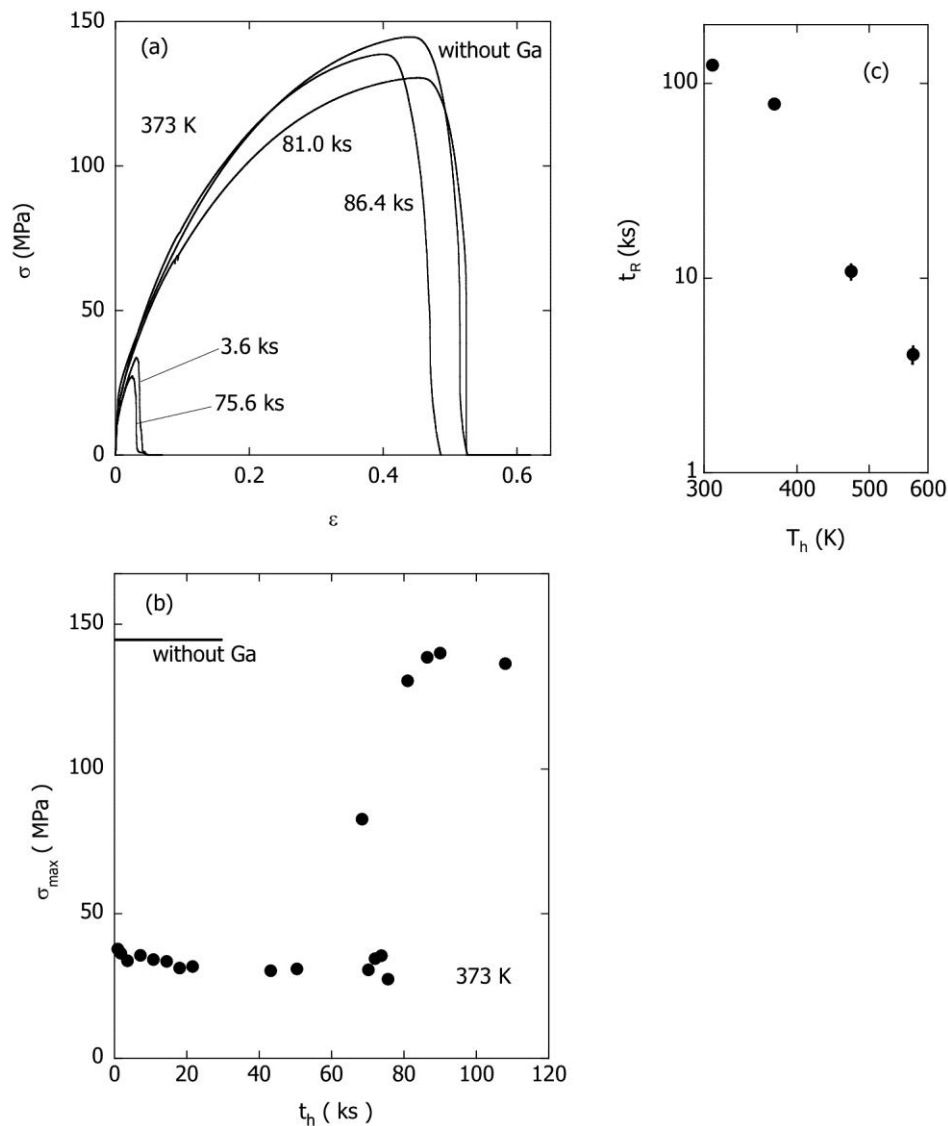 (a)
without Ga
373 K
81.0 ks
86.4 ks
3.6 ks
75.6 ks
150
100
50
0
0 0.2 0.4 0.6
σ (MPa)
ε
(c)
100
10
1
300 400 500 600
t_R (ks)
T_h (K)
(b)
without Ga
373 K
150
100
50
0
0 20 40 60 80 100 120
σ_max ( MPa)
t_h ( ks)